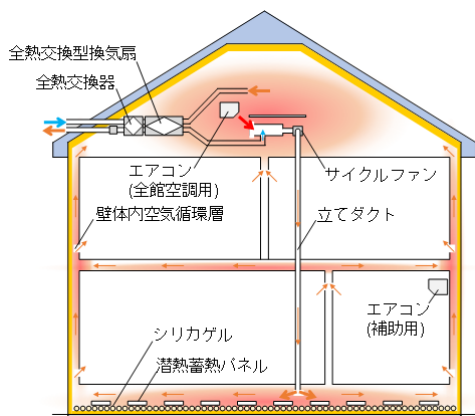 全熱交換型換気扇
全熱交換器
エアコン
(全館空調用)
サイクルファン
壁体内空気循環層
立てダクト
エアコン
(補助用)
シリカゲル
潜熱蓄熱パネル